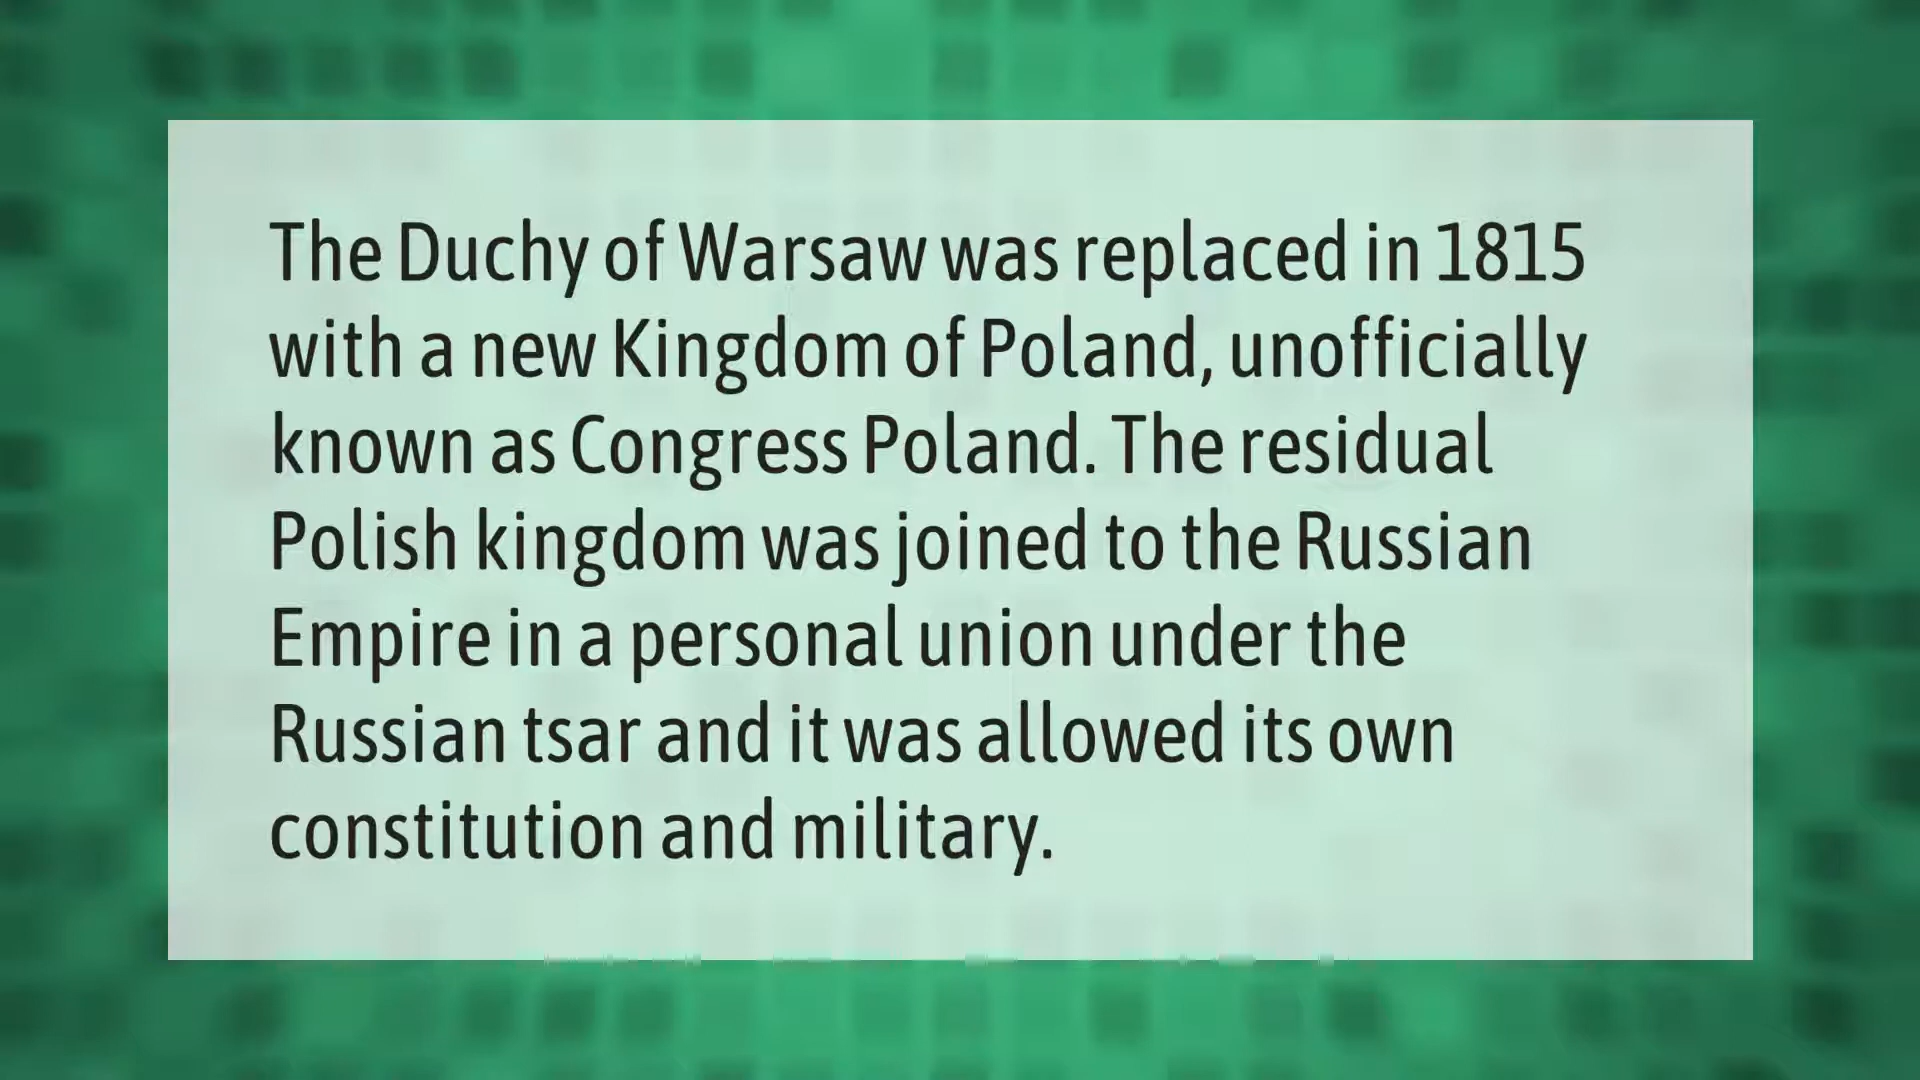 The Duchy of Warsaw was replaced in 1815
with a new Kingdom of Poland, unofficially
known as Congress Poland. The residual
Polish kingdom was joined to the Russian
Empire in a personal union under the
Russian tsar and it was allowed its own
constitution and military.